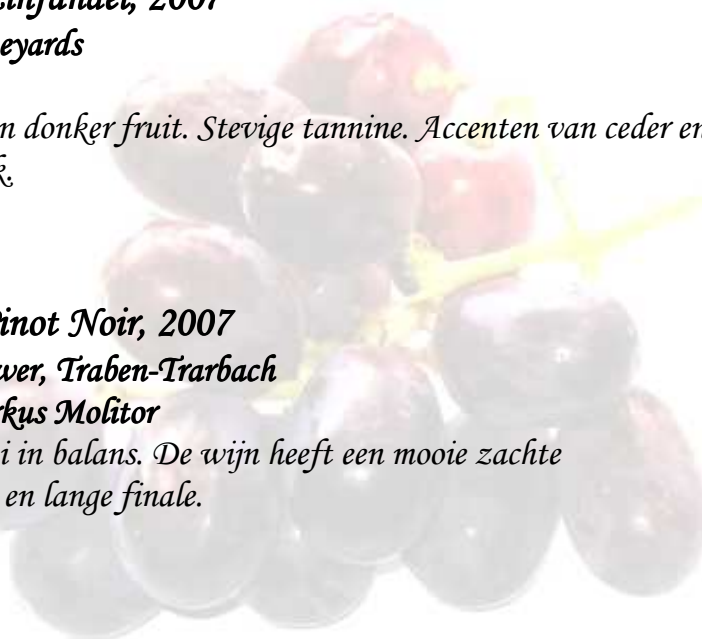 Zinfandel, 2007
eyards
n donker fruit. Stevige tannine. Accenten van ceder en
k.
Pinot Noir, 2007
wer, Traben-Trarbach
rkus Molitor
i in balans. De wijn heeft een mooie zachte
en lange finale.